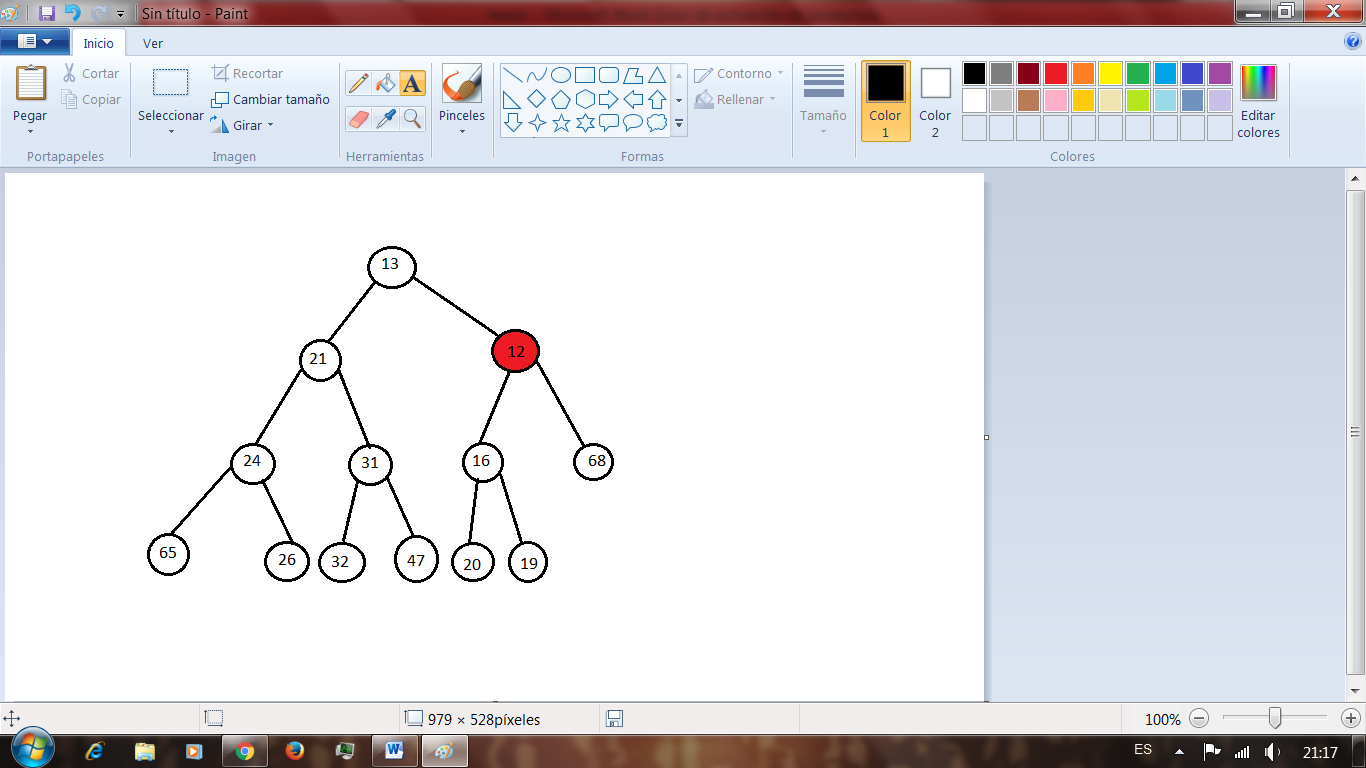 Sin título - Paint
Inicio Ver
Pegar
Cortar
Copiar
Portapapeles
Seleccionar
Recortar
Cambiar tamaño
Girar
Imagen
A
Herramientas
Pinceles
Contorno
Rellenar
Formas
Tamaño
Color
1
Color
2
Editar
colores
Colores
13
21 12
24 31 16 68
65 26 32 47 20 19
979 × 528píxeles
100%
ES
21:17